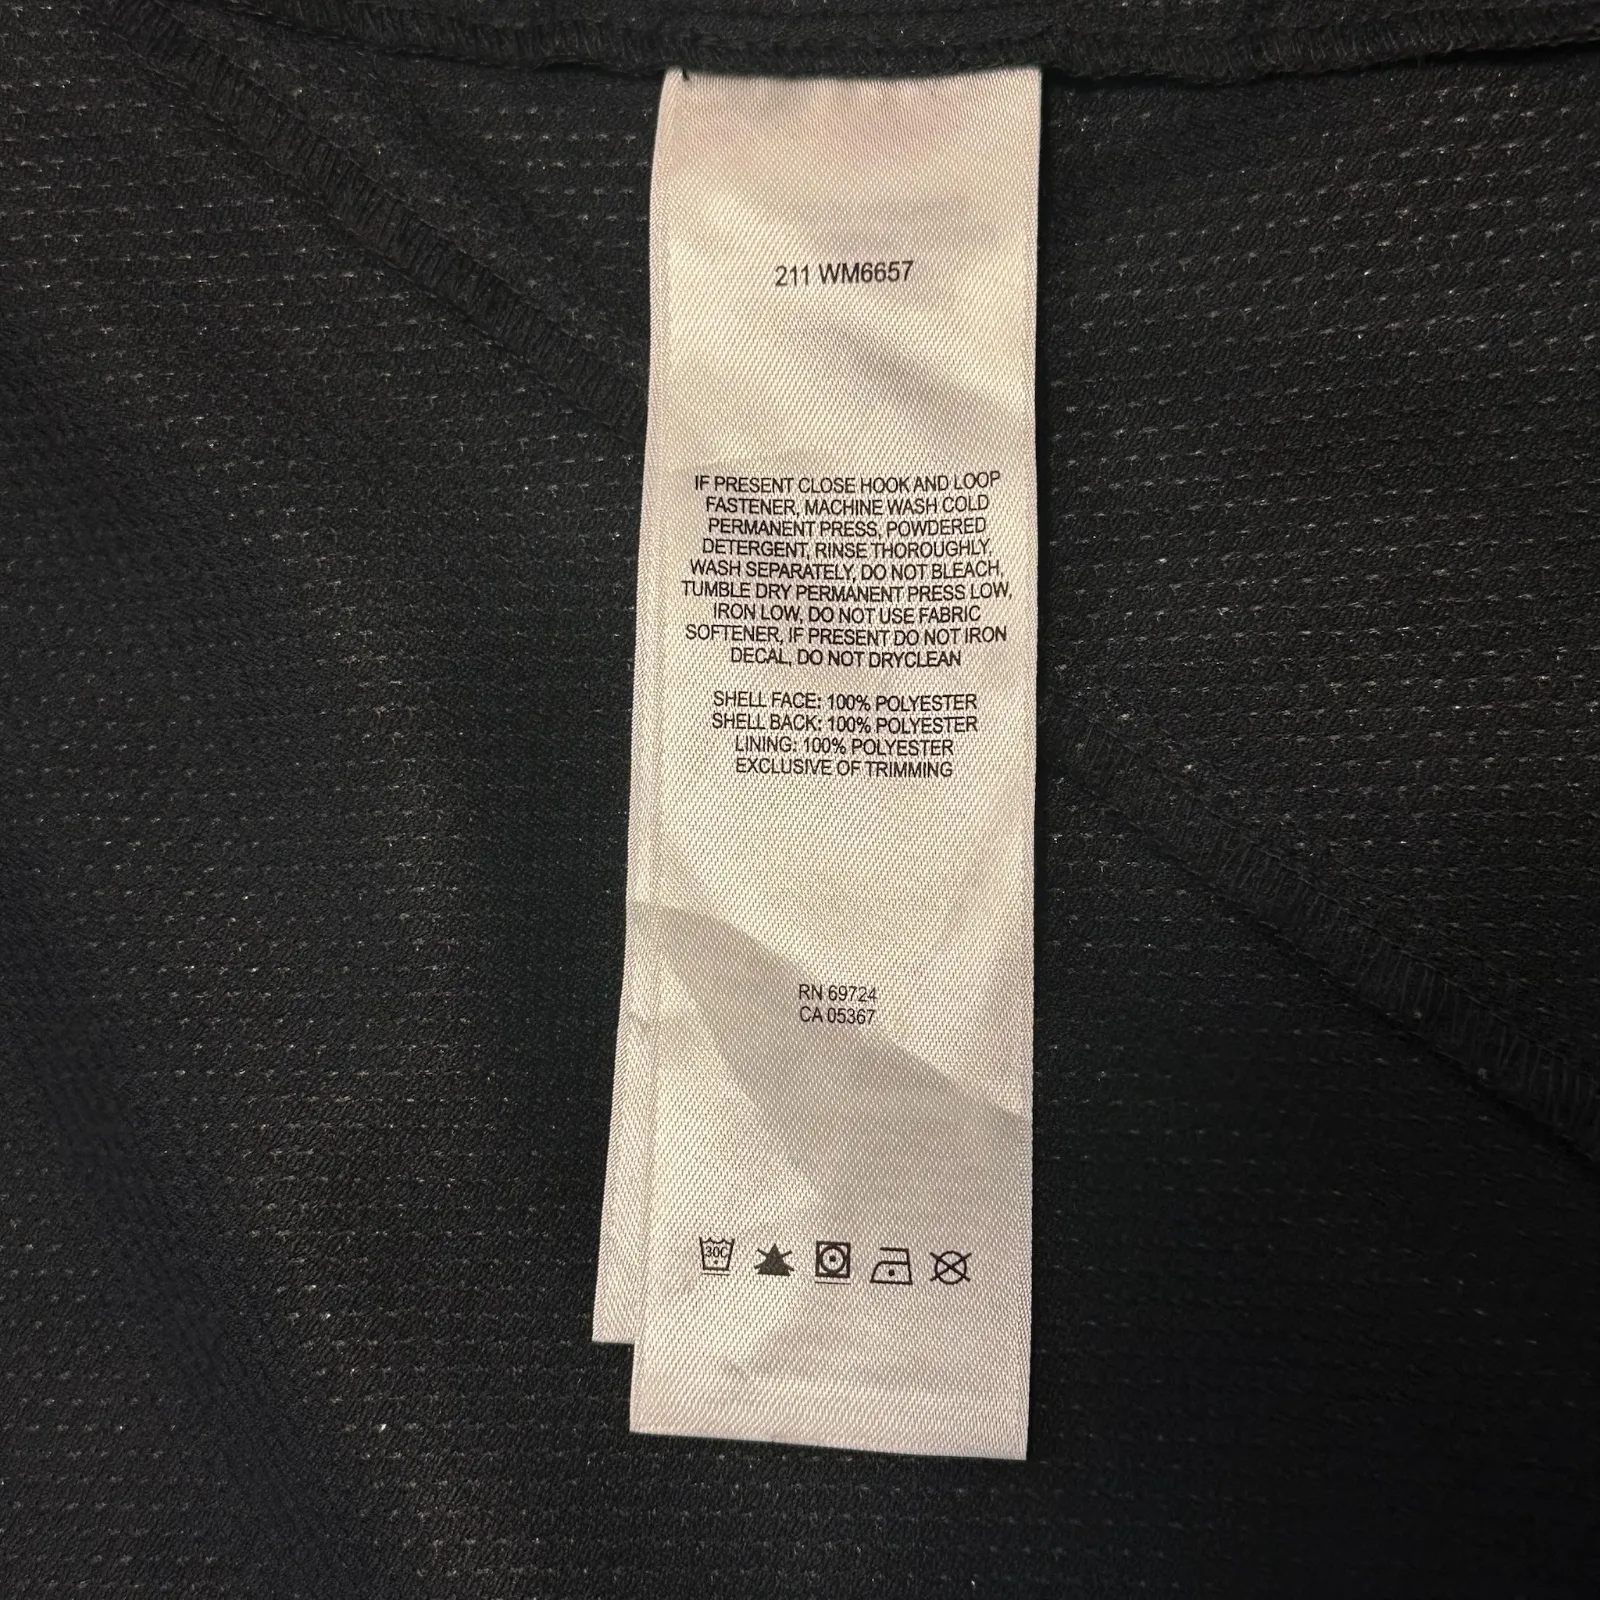 211 WM6657
IF PRESENT CLOSE HOOK AND LOOP
FASTENER, MACHINE WASH COLD
PERMANENT PRESS, POWDERED
DETERGENT, RINSE THOROUGHLY,
WASH SEPARATELY, DO NOT BLEACH,
TUMBLE DRY PERMANENT PRESS LOW,
IRON LOW, DO NOT USE FABRIC
SOFTENER, IF PRESENT DO NOT IRON
DECAL, DO NOT DRYCLEAN
SHELL FACE: 100% POLYESTER
SHELL BACK: 100% POLYESTER
LINING: 100% POLYESTER
EXCLUSIVE OF TRIMMING
RN 69724
CA 05367
30C